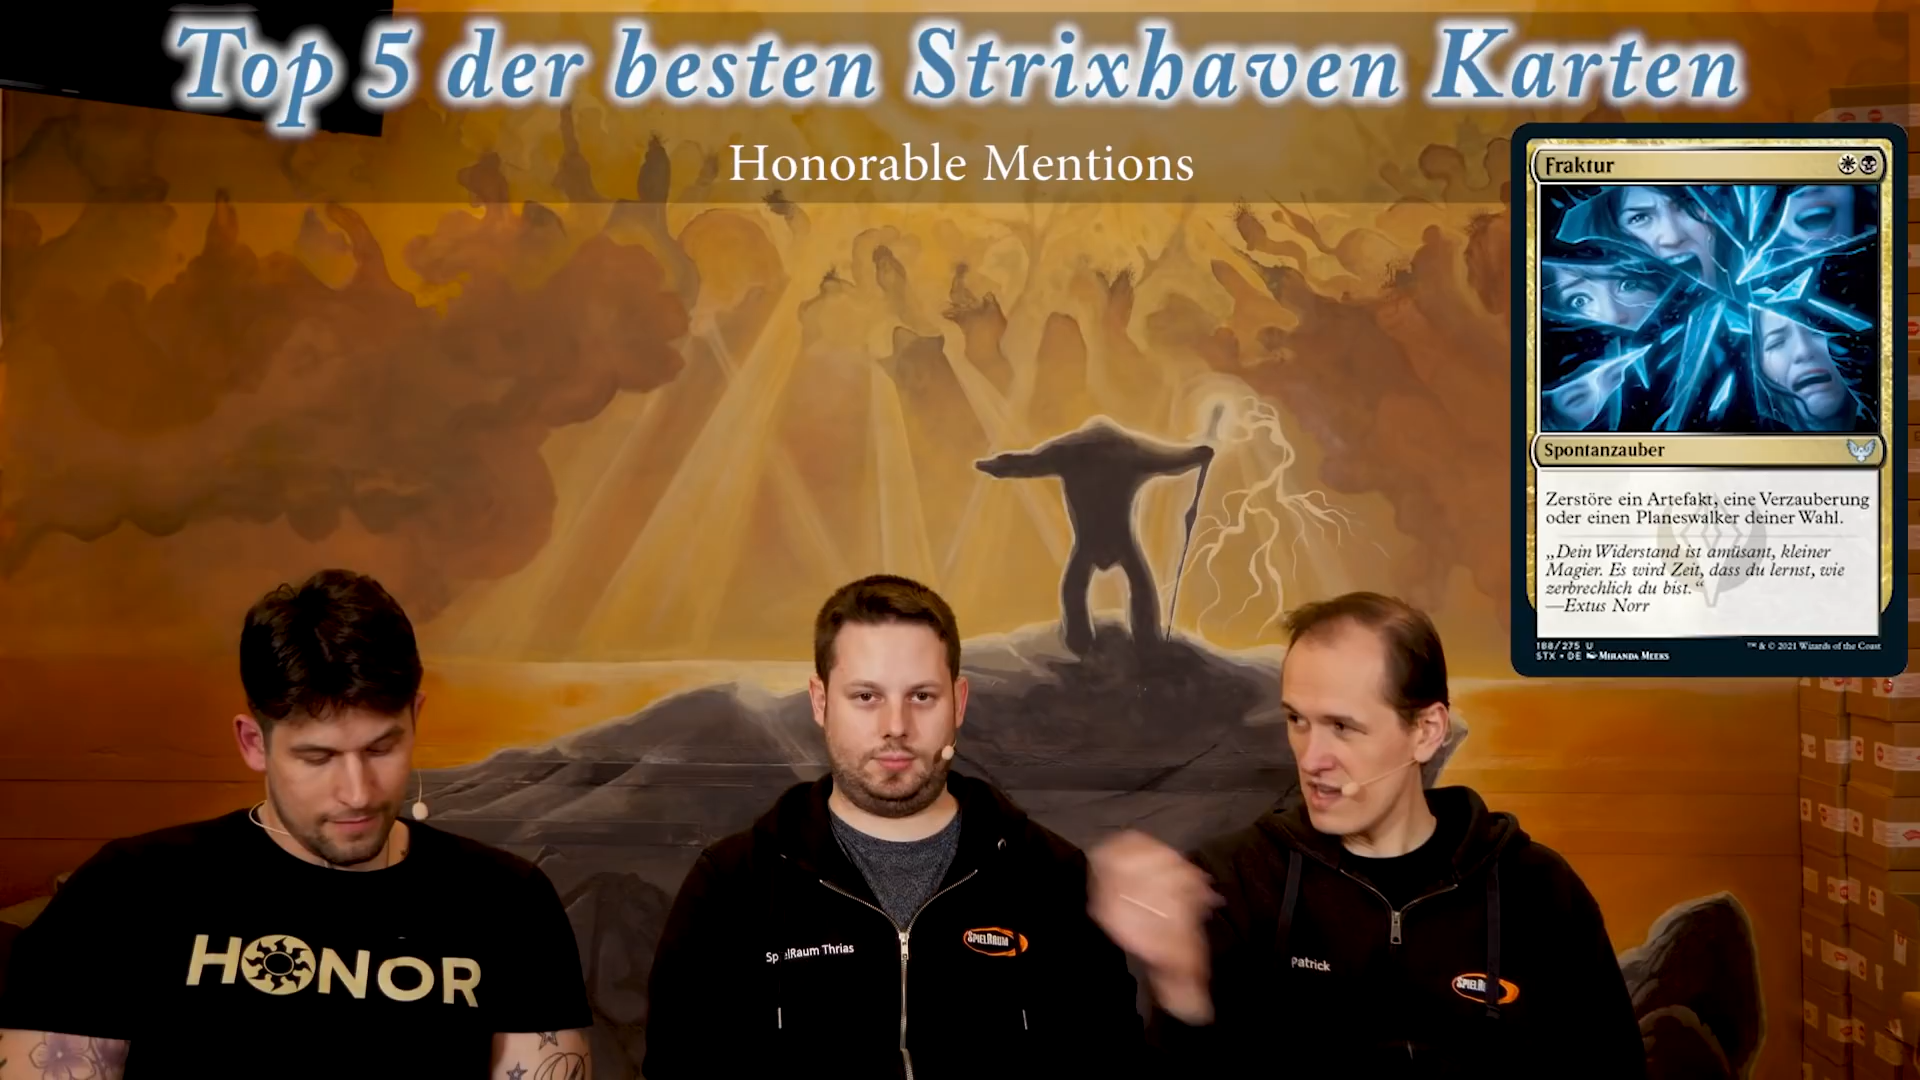 Top 5 der besten Strixhaven Karten
Honorable Mentions
Fraktur
Spontanzauber
Zerstöre ein Artefakt, eine Verzauberung
oder einen Planeswalker deiner Wahl.
„Dein Widerstand ist amüsant, kleiner
Magier. Es wird Zeit, dass du lernst, wie
zerbrechlich du bist.“
—Extus Norr
188/275 U
STX • DE MIRANDA MEEKS
™ & © 2021 Wizards of the Coast
HONOR
SpielRaum Thrias
SPIELRAUM
Patrick